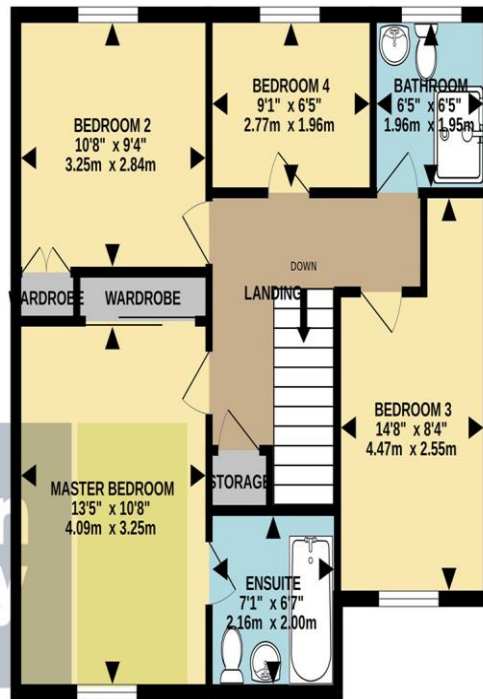 BEDROOM 2
10'8" x 9'4"
3.25m x 2.84m
BEDROOM 4
9'1" x 6'5"
2.77m x 1.96m
BATHROOM
6'5" x 6'5"
1.96m x 1.95m
DOWN
LANDING
WARDROBE
WARDROBE
BEDROOM 3
14'8" x 8'4"
4.47m x 2.55m
MASTER BEDROOM
13'5" x 10'8"
4.09m x 3.25m
STORAGE
ENSUITE
7'1" x 6'7"
2.16m x 2.00m